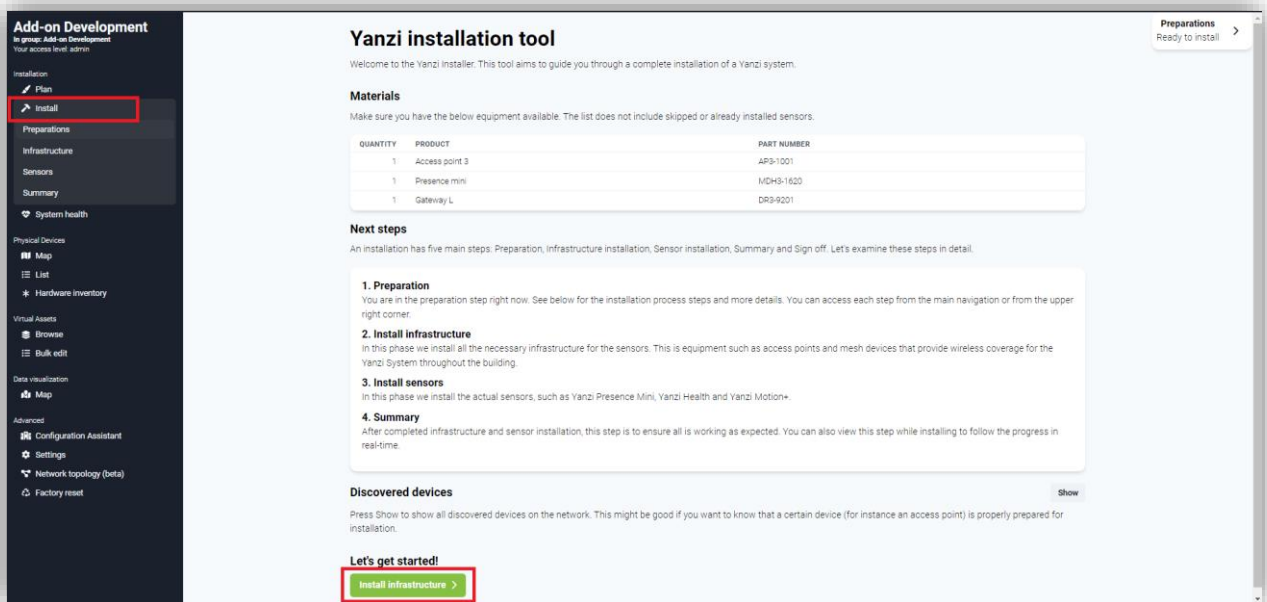 Add-on Development
In group: Add-on Development
Your access level: admin
Installation
Plan
Install
Preparations
Infrastructure
Sensors
Summary
System health
Physical Devices
Map
List
Hardware inventory
Virtual Assets
Browse
Bulk edit
Data visualization
Map
Advanced
Configuration Assistant
Settings
Network topology (beta)
Factory reset
Preparations
Ready to install
Yanzi installation tool
Welcome to the Yanzi Installer. This tool aims to guide you through a complete installation of a Yanzi system.
Materials
Make sure you have the below equipment available. The list does not include skipped or already installed sensors.
QUANTITY PRODUCT PART NUMBER
1 Access point 3 AP3-1001
1 Presence mini MDH3-1620
1 Gateway L DR3-9201
Next steps
An installation has five main steps: Preparation, Infrastructure installation, Sensor installation, Summary and Sign off. Let's examine these steps in detail.
1. Preparation
You are in the preparation step right now. See below for the installation process steps and more details. You can access each step from the main navigation or from the upper
right corner.
2. Install infrastructure
In this phase we install all the necessary infrastructure for the sensors. This is equipment such as access points and mesh devices that provide wireless coverage for the
Yanzi System throughout the building.
3. Install sensors
In this phase we install the actual sensors, such as Yanzi Presence Mini, Yanzi Health and Yanzi Motion+.
4. Summary
After completed infrastructure and sensor installation, this step is to ensure all is working as expected. You can also view this step while installing to follow the progress in
real-time.
Discovered devices
Show
Press Show to show all discovered devices on the network. This might be good if you want to know that a certain device (for instance an access point) is properly prepared for
installation.
Let's get started!
Install infrastructure